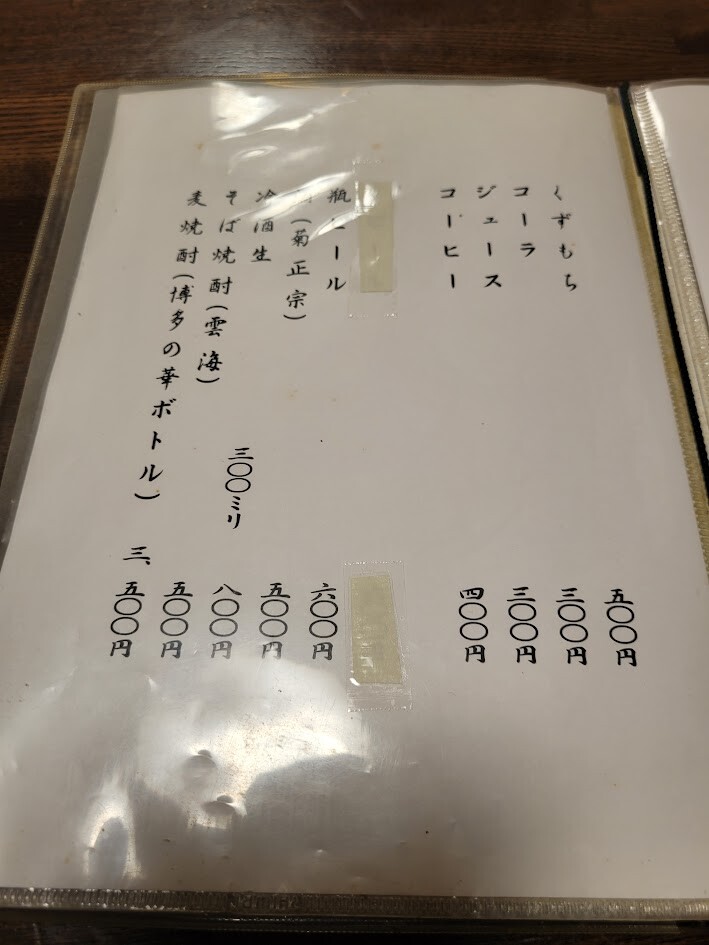 くずもち 五〇〇円
コーラ 三〇〇円
ジュース 三〇〇円
コーヒー 四〇〇円
瓶ビール 六〇〇円
(菊正宗) 五〇〇円
冷酒生 三〇〇ミリ 八〇〇円
そば焼酎(雲海) 五〇〇円
麦焼酎(博多の華ボトル) 三、五〇〇円